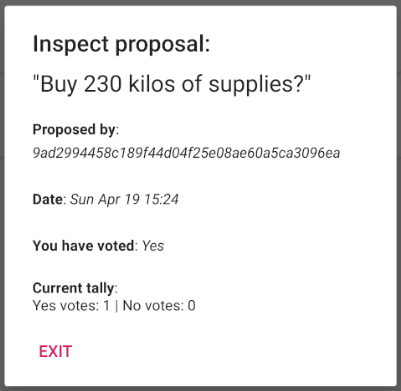 Inspect proposal:
"Buy 230 kilos of supplies?"
Proposed by:
9ad2994458c189f44d04f25e08ae60a5ca3096ea
Date: Sun Apr 19 15:24
You have voted: Yes
Current tally:
Yes votes: 1 | No votes: 0
EXIT